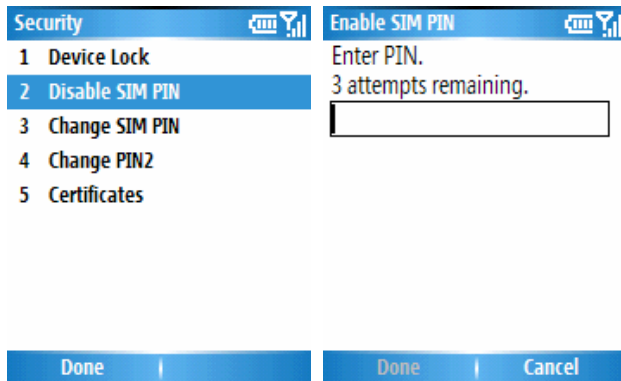 Security
1 Device Lock
2 Disable SIM PIN
3 Change SIM PIN
4 Change PIN2
5 Certificates
Done
Enable SIM PIN
Enter PIN.
3 attempts remaining.
Done Cancel